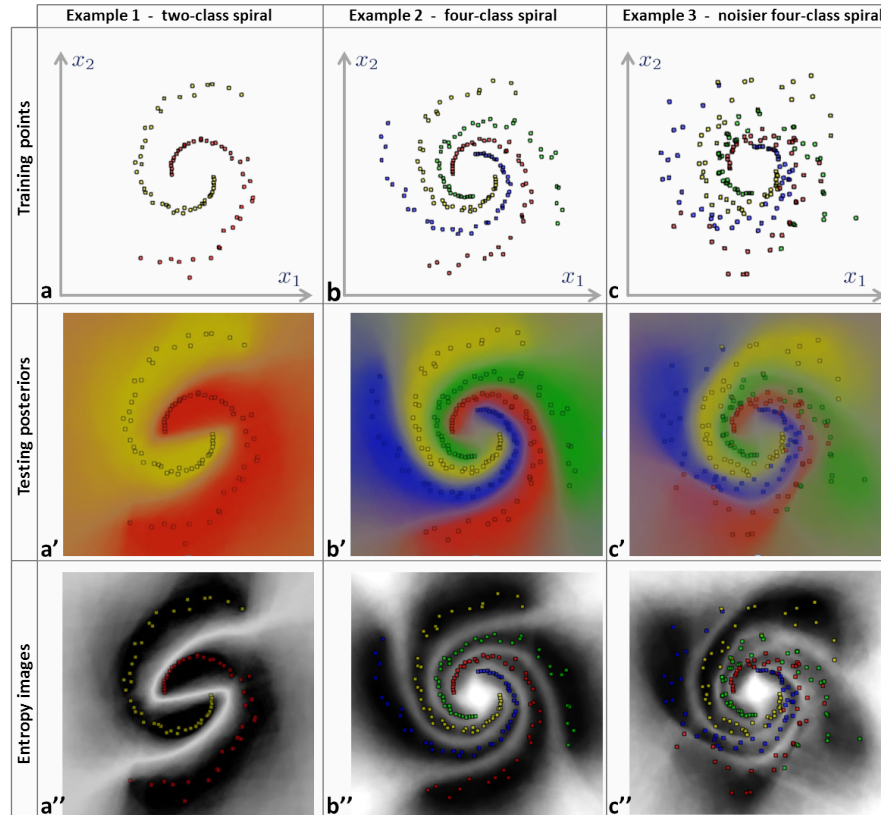 Example 1 - two-class spiral
Example 2 - four-class spiral
Example 3 - noisier four-class spiral
Training points
x2
x1
a
x2
x1
b
x2
x1
c
Testing posteriors
a'
b'
c'
Entropy images
a''
b''
c''